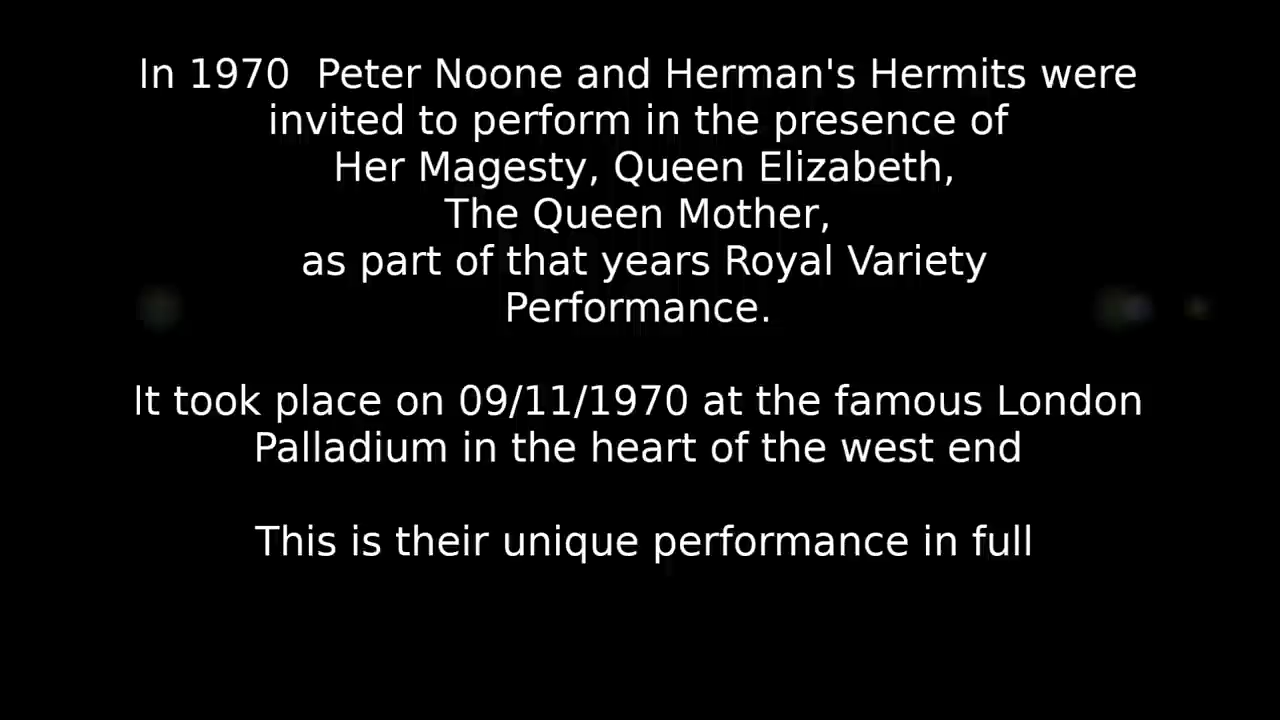 In 1970  Peter Noone and Herman's Hermits were
invited to perform in the presence of
Her Magesty, Queen Elizabeth,
The Queen Mother,
as part of that years Royal Variety
Performance.
It took place on 09/11/1970 at the famous London
Palladium in the heart of the west end
This is their unique performance in full